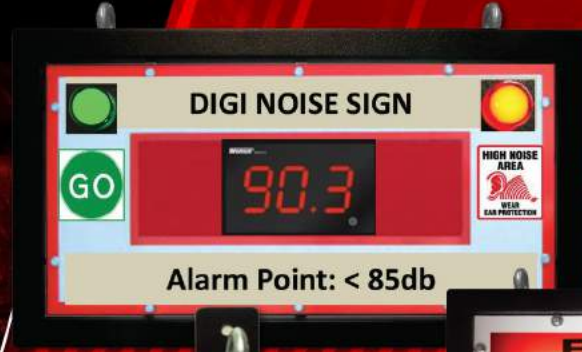 DIGI NOISE SIGN
GO
90.3
HIGH NOISE
AREA
WEAR
EAR PROTECTION
Alarm Point: < 85db